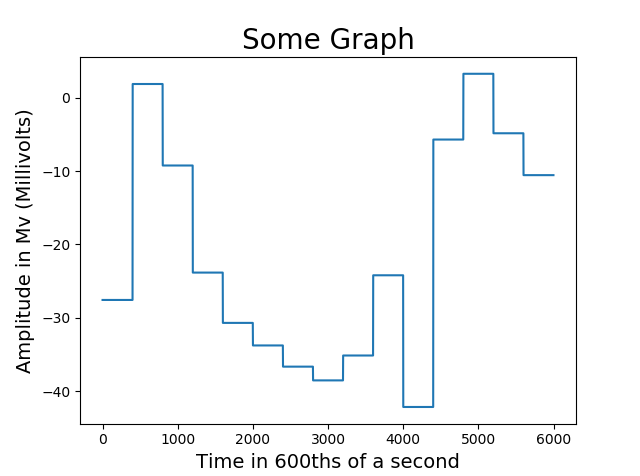 Some Graph
Amplitude in Mv (Millivolts)
0
−10
−20
−30
−40
0 1000 2000 3000 4000 5000 6000
Time in 600ths of a second